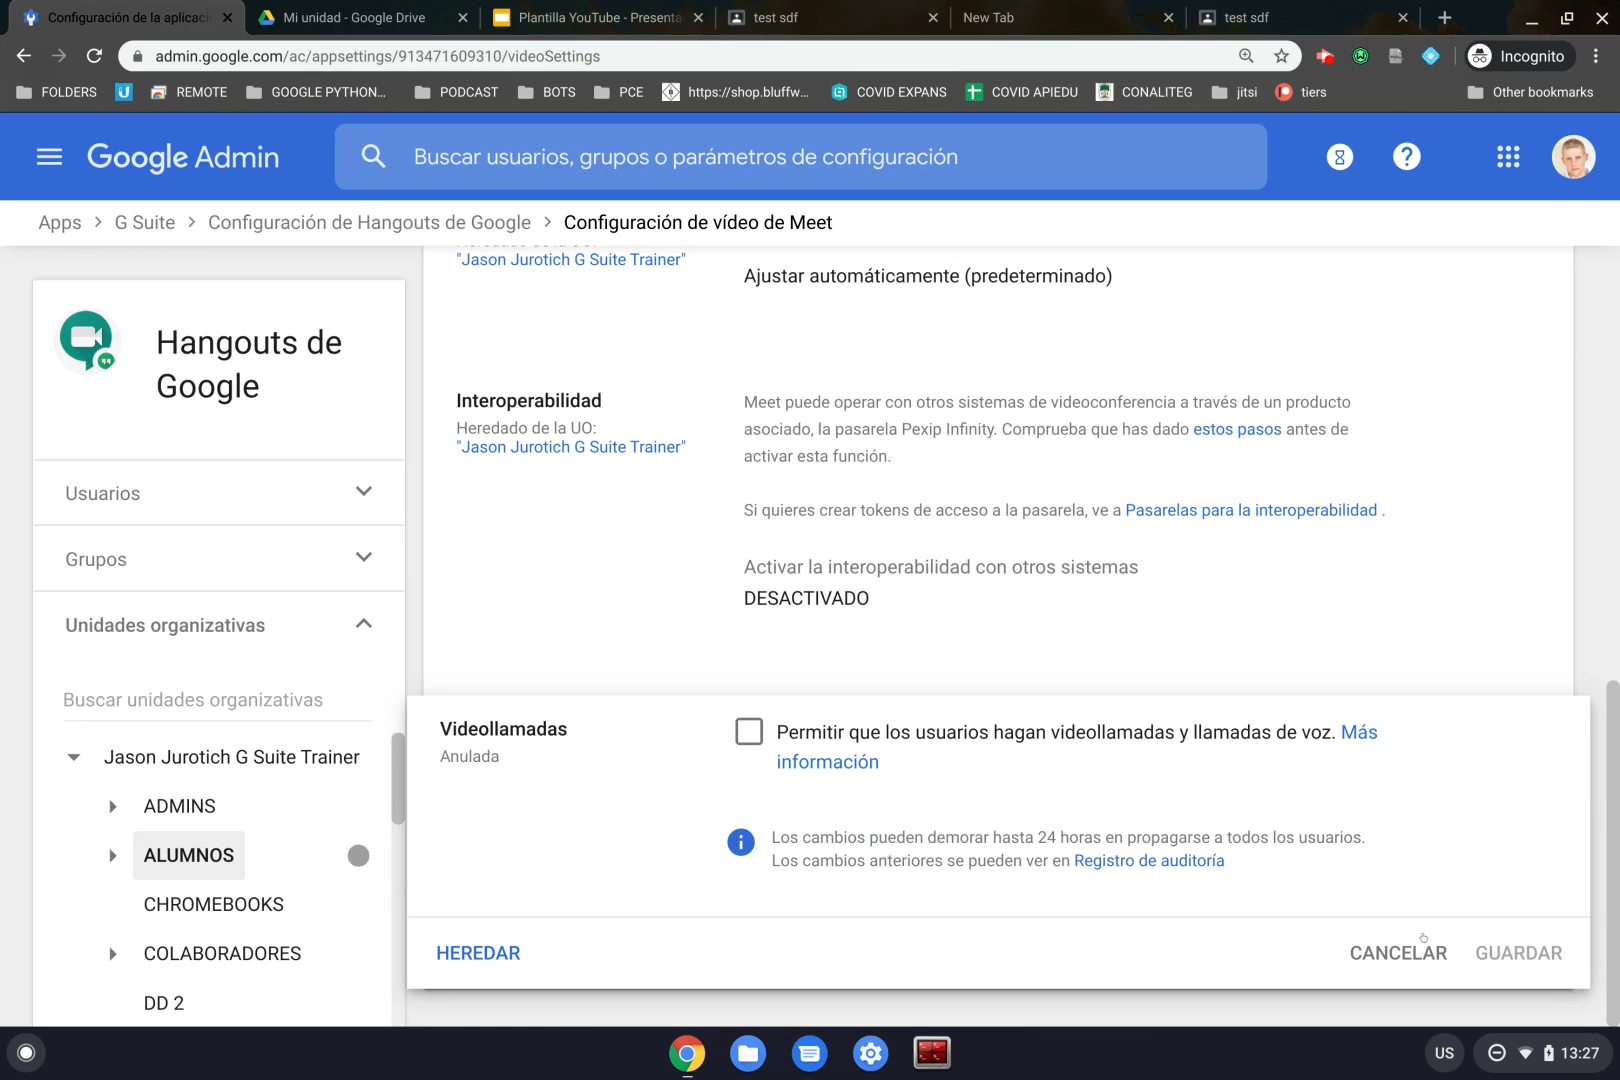 Configuración de la aplicaci
Mi unidad - Google Drive
Plantilla YouTube - Presenta
test sdf
New Tab
test sdf
admin.google.com/ac/appsettings/913471609310/videoSettings
Incognito
FOLDERS
REMOTE
GOOGLE PYTHON...
PODCAST
BOTS
PCE
https://shop.bluffw...
COVID EXPANS
COVID APIEDU
CONALITEG
jitsi
tiers
Other bookmarks
Google Admin
Buscar usuarios, grupos o parámetros de configuración
Apps > G Suite > Configuración de Hangouts de Google > Configuración de vídeo de Meet
Hangouts de
Google
Usuarios
Grupos
Unidades organizativas
Buscar unidades organizativas
Jason Jurotich G Suite Trainer
ADMINS
ALUMNOS
CHROMEBOOKS
COLABORADORES
DD 2
"Jason Jurotich G Suite Trainer"
Ajustar automáticamente (predeterminado)
Interoperabilidad
Heredado de la UO:
"Jason Jurotich G Suite Trainer"
Meet puede operar con otros sistemas de videoconferencia a través de un producto
asociado, la pasarela Pexip Infinity. Comprueba que has dado estos pasos antes de
activar esta función.
Si quieres crear tokens de acceso a la pasarela, ve a Pasarelas para la interoperabilidad .
Activar la interoperabilidad con otros sistemas
DESACTIVADO
Videollamadas
Anulada
Permitir que los usuarios hagan videollamadas y llamadas de voz. Más
información
Los cambios pueden demorar hasta 24 horas en propagarse a todos los usuarios.
Los cambios anteriores se pueden ver en Registro de auditoría
HEREDAR
CANCELAR
GUARDAR
US
13:27